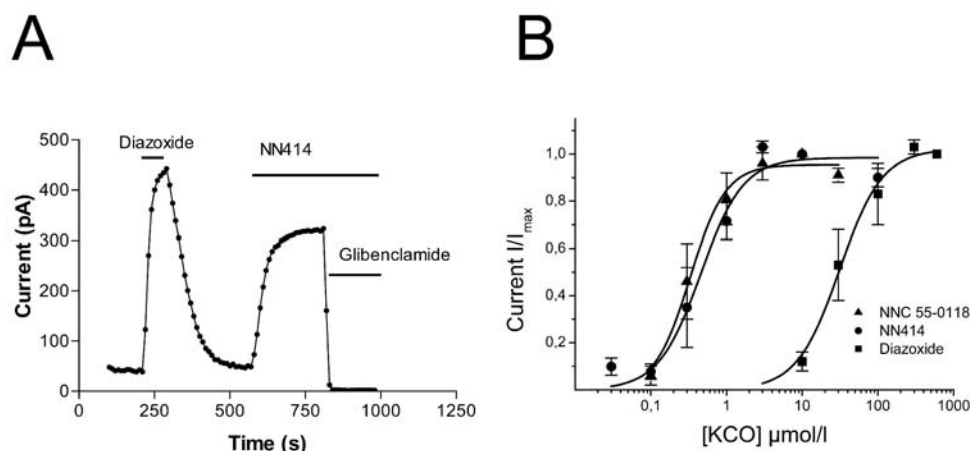 A
B
Diazoxide
NN414
Glibenclamide
500
400
300
200
100
0
Current (pA)
0 250 500 750 1000 1250
Time (s)
1,0
0,8
0,6
0,4
0,2
Current I/Imax
NNC 55-0118
NN414
Diazoxide
0,1 1 10 100
[KCO] µmol/l